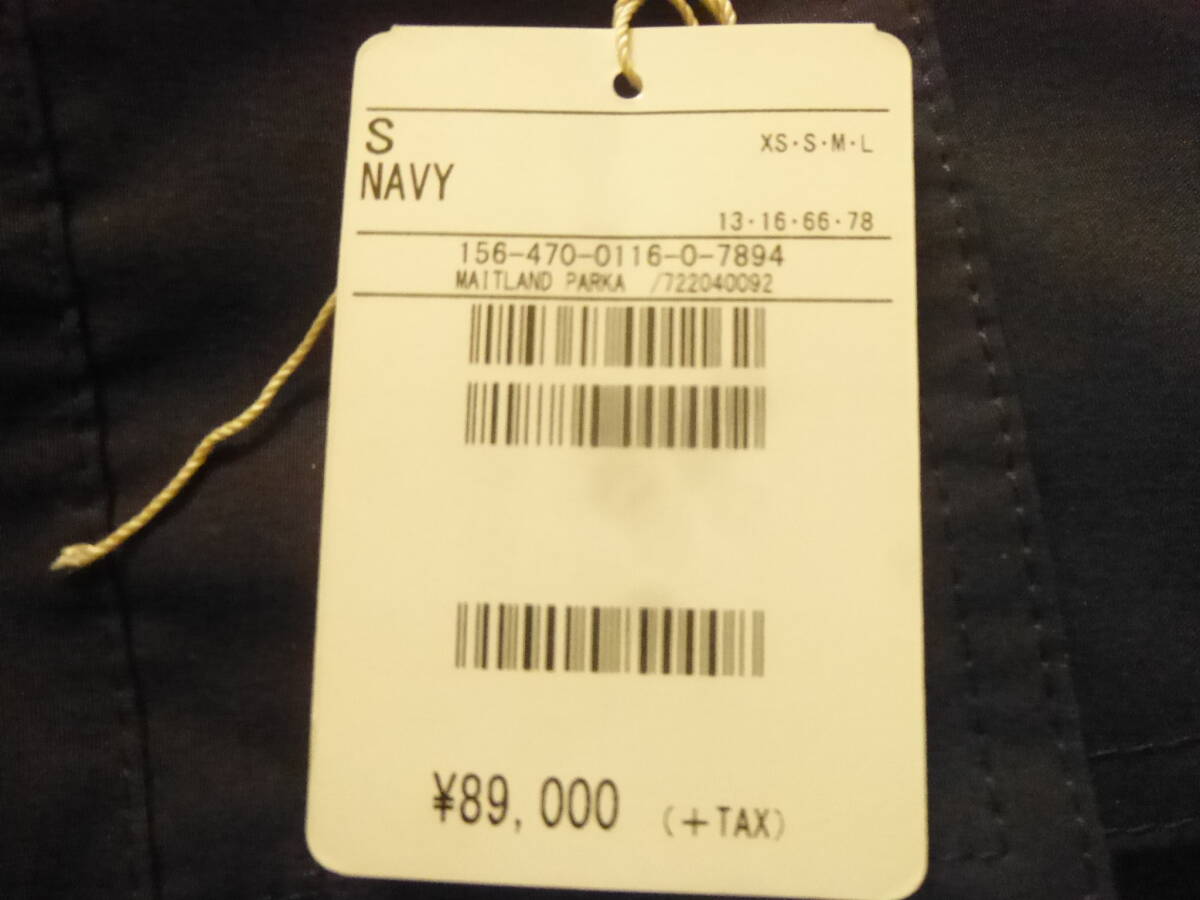 S XS・S・M・L
NAVY
13・16・66・78
156-470-0116-0-7894
MAITLAND PARKA /722040092
¥89,000 (+TAX)